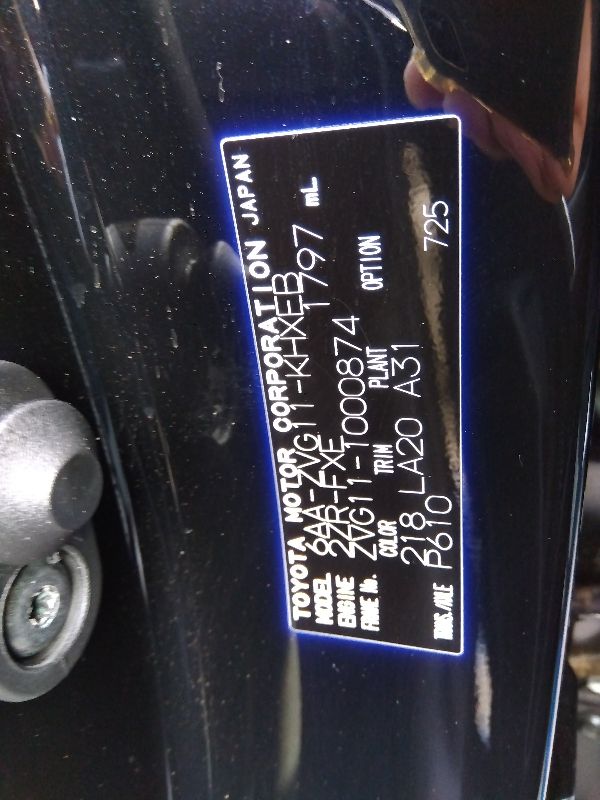 TOYOTA MOTOR CORPORATION JAPAN
MODEL 6AA-ZVG11-KHXEB
ENGINE 2ZR-FXE 1797 mL
FRAME No. ZVG11-1000874
COLOR TRIM PLANT OPTION
218 LA20 A31
TRANS./AXLE P610 725